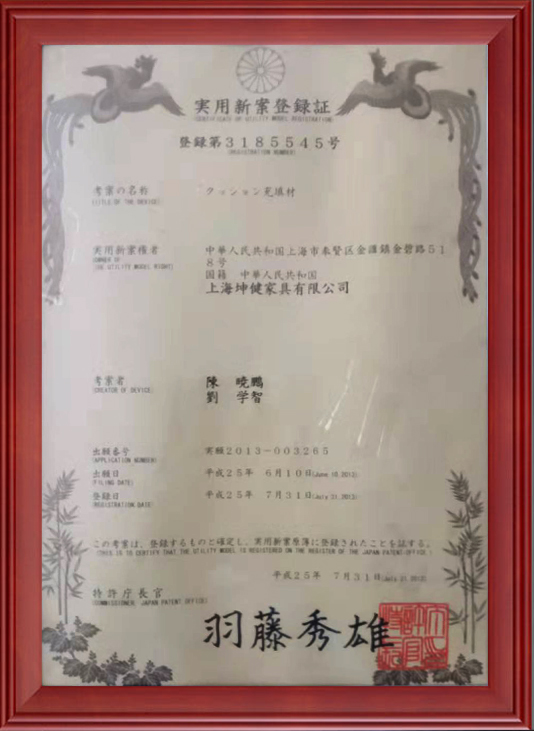 実用新案登録証
(CERTIFICATE OF UTILITY MODEL REGISTRATION)
登録第3185545号
(REGISTRATION NUMBER)
考案の名称
(TITLE OF THE DEVICE)
クッション充填材
実用新案権者
(OWNER OF
THE UTILITY MODEL RIGHT)
中華人民共和国上海市奉賢区金匯鎮金碧路51
8号
国籍 中華人民共和国
上海坤健家具有限公司
考案者
(CREATOR OF DEVICE)
陳 暁鵬
劉 学智
出願番号
(APPLICATION NUMBER)
実願2013-003265
出願日
(FILING DATE)
平成25年 6月10日(June 10,2013)
登録日
(REGISTRATION DATE)
平成25年 7月31日(July 31,2013)
この考案は、登録するものと確定し、実用新案原簿に登録されたことを証する。
(THIS IS TO CERTIFY THAT THE UTILITY MODEL IS REGISTERED ON THE REGISTER OF THE JAPAN PATENT OFFICE.)
平成25年 7月31日(July 31,2013)
特許庁長官
(COMMISSIONER, JAPAN PATENT OFFICE)
羽藤秀雄